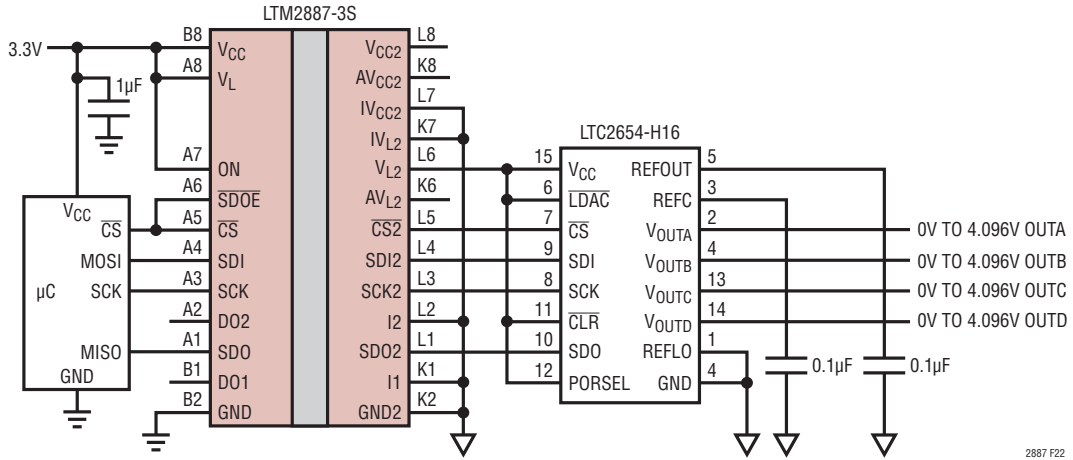 LTM2887-3S
3.3V
1µF
B8
A8
A7
A6
A5
A4
A3
A2
A1
B1
B2
VCC
VL
ON
SDOE
CS
SDI
SCK
DO2
SDO
DO1
GND
VCC
CS
MOSI
µC
SCK
MISO
GND
VCC2
AVCC2
IVCC2
IVL2
VL2
AVL2
CS2
SDI2
SCK2
I2
SDO2
I1
GND2
L8
K8
L7
K7
L6
K6
L5
L4
L3
L2
L1
K1
K2
LTC2654-H16
15
6
7
9
8
11
10
12
VCC
LDAC
CS
SDI
SCK
CLR
SDO
PORSEL
REFOUT
REFC
VOUTA
VOUTB
VOUTC
VOUTD
REFLO
GND
5
3
2
4
13
14
1
4
0V TO 4.096V OUTA
0V TO 4.096V OUTB
0V TO 4.096V OUTC
0V TO 4.096V OUTD
0.1µF
0.1µF
2887 F22